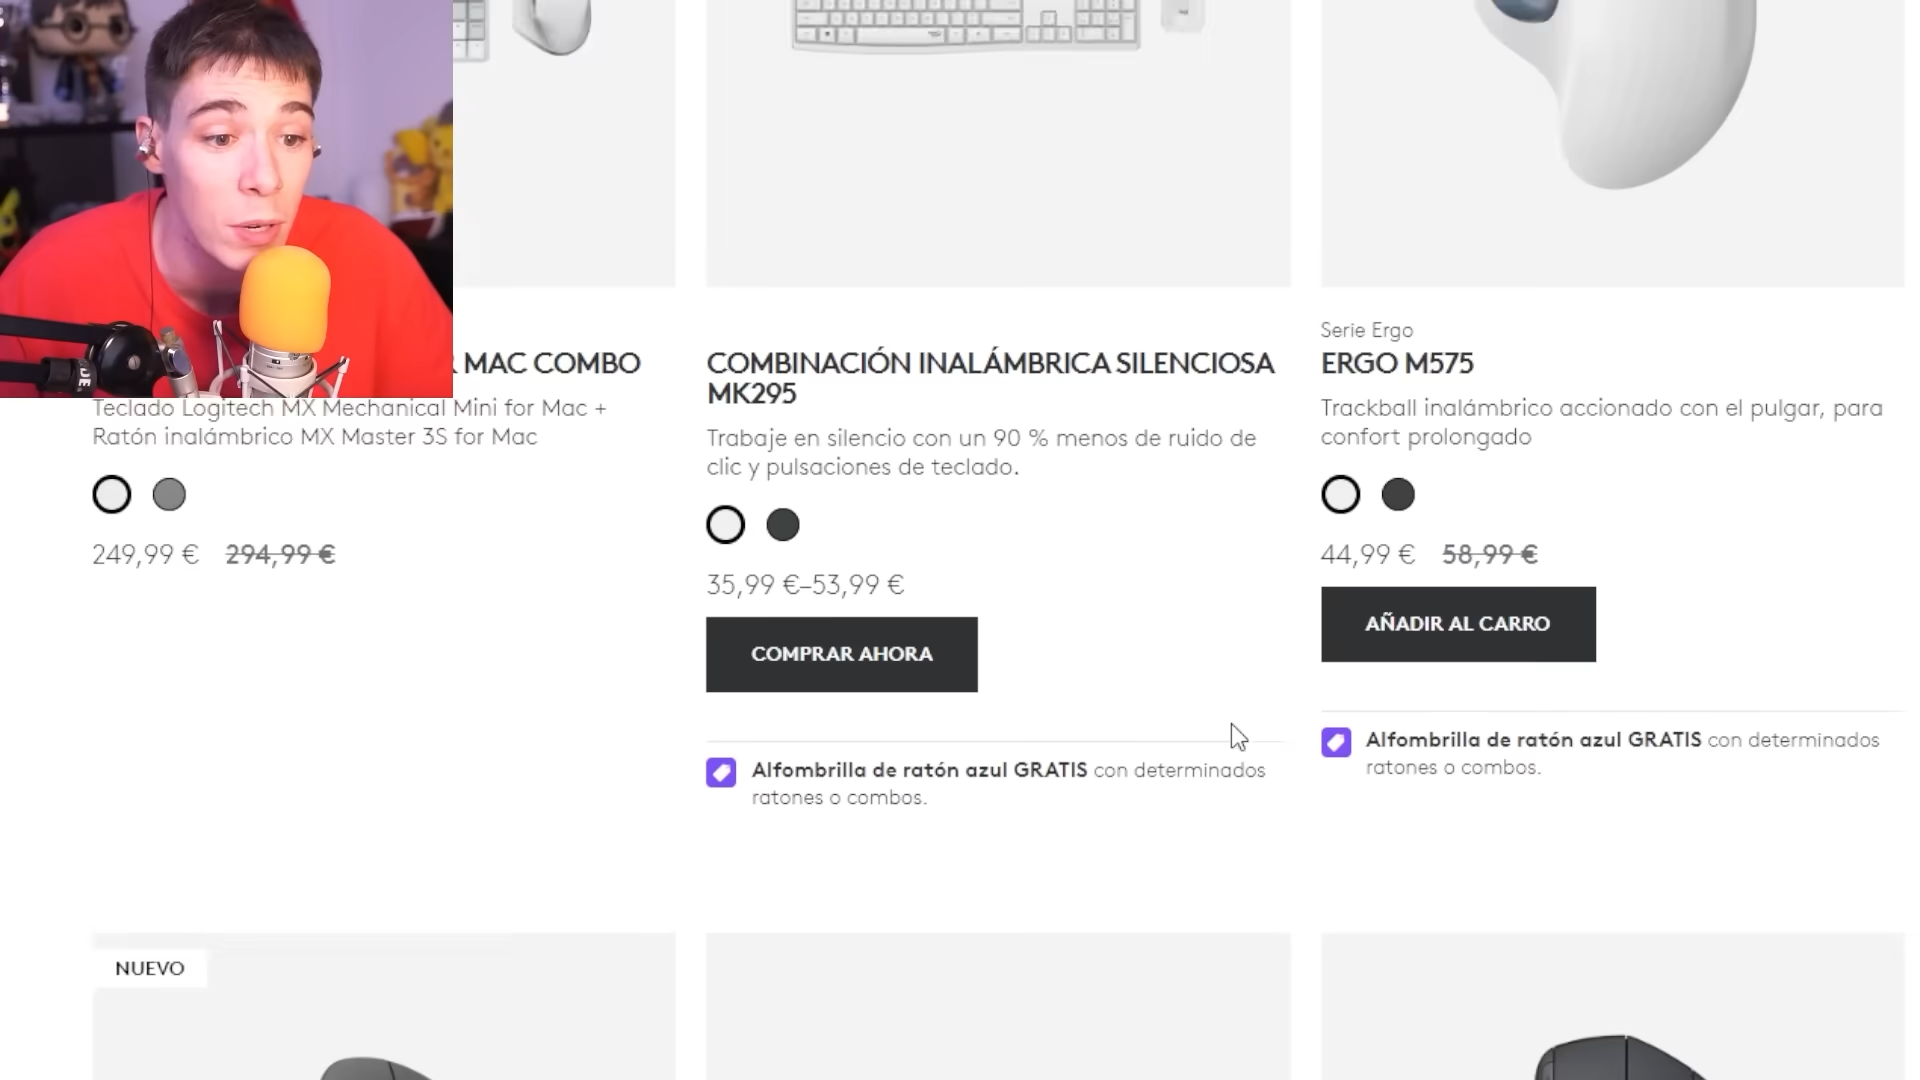 R MAC COMBO
Teclado Logitech MX Mechanical Mini for Mac +
Ratón inalámbrico MX Master 3S for Mac
249,99 € 294,99 €
COMBINACIÓN INALÁMBRICA SILENCIOSA
MK295
Trabaje en silencio con un 90 % menos de ruido de
clic y pulsaciones de teclado.
35,99 €–53,99 €
COMPRAR AHORA
Alfombrilla de ratón azul GRATIS con determinados
ratones o combos.
Serie Ergo
ERGO M575
Trackball inalámbrico accionado con el pulgar, para
confort prolongado
44,99 € 58,99 €
AÑADIR AL CARRO
Alfombrilla de ratón azul GRATIS con determinados
ratones o combos.
NUEVO